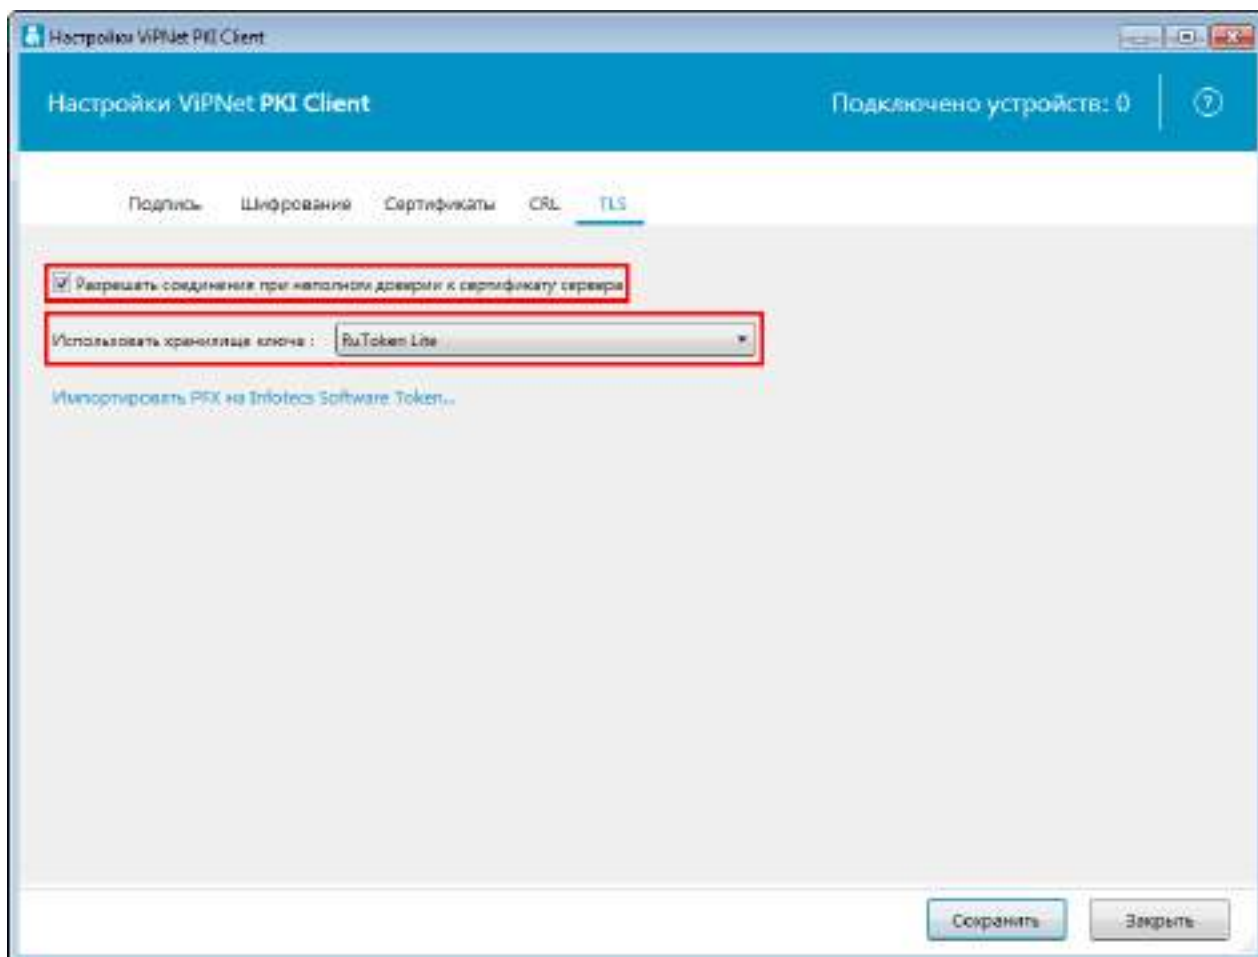 Настройки ViPNet PKI Client
Настройки ViPNet PKI Client
Подключено устройств: 0
?
Подпись Шифрование Сертификаты CRL TLS
Разрешать соединения при неполном доверии к сертификату сервера
Использовать хранилище ключа : RuToken Lite
Импортировать PFX на Infotecs Software Token...
Сохранить Закрыть